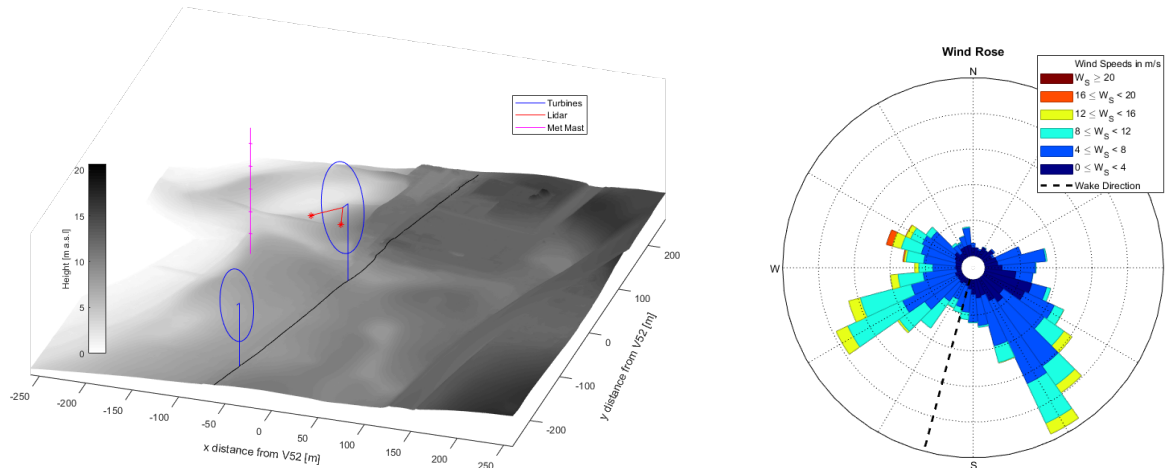 Turbines
Lidar
Met Mast
20
15
10
5
0
Height [m.a.s.l]
-250
-200
-150
-100
-50
0
50
100
150
200
250
x distance from V52 [m]
200
100
0
-100
-200
y distance from V52 [m]
Wind Rose
N
W
S
Wind Speeds in m/s
W_S ≥ 20
16 ≤ W_S < 20
12 ≤ W_S < 16
8 ≤ W_S < 12
4 ≤ W_S < 8
0 ≤ W_S < 4
Wake Direction